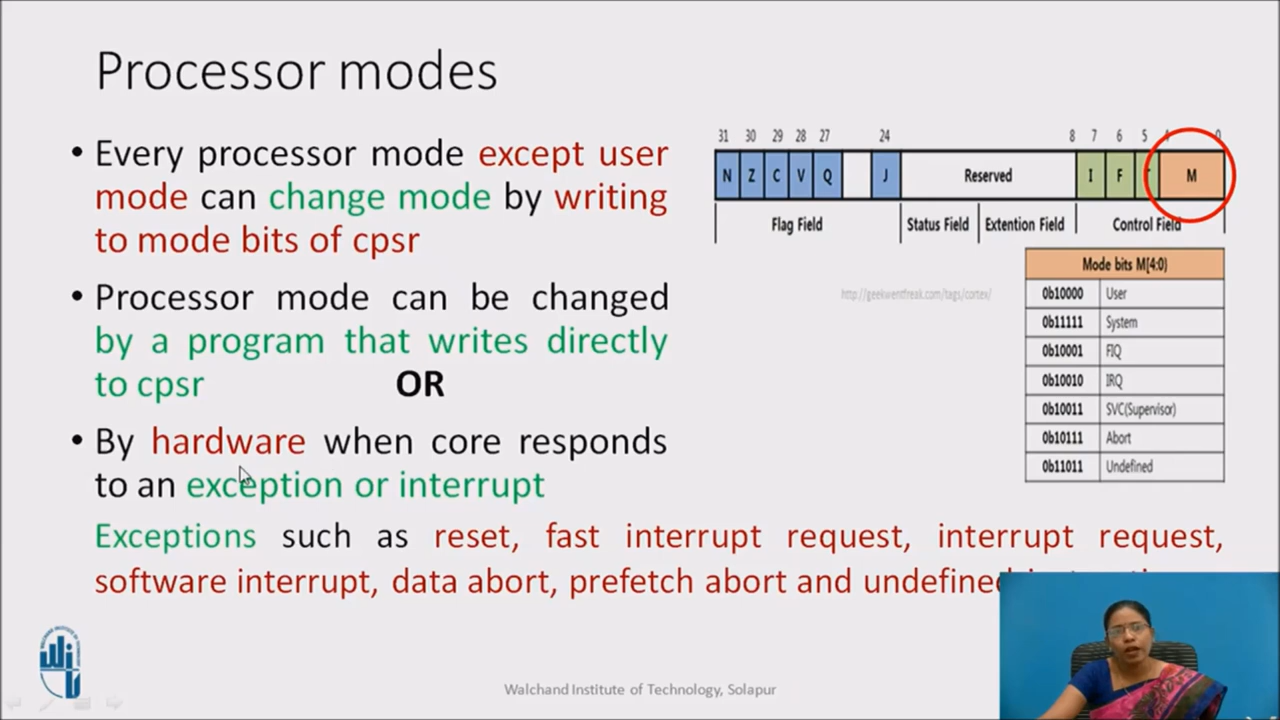 Processor modes
• Every processor mode except user
mode can change mode by writing
to mode bits of cpsr
• Processor mode can be changed
by a program that writes directly
to cpsr OR
• By hardware when core responds
to an exception or interrupt
Exceptions such as reset, fast interrupt request, interrupt request,
software interrupt, data abort, prefetch abort and undefined
31 30 29 28 27 24 8 7 6 5 4 0
N Z C V Q J Reserved I F T M
Flag Field Status Field Extention Field Control Field
http://geekwentfreak.com/tags/cortex/
Mode bits M[4:0)
0b10000 User
0b11111 System
0b10001 FIQ
0b10010 IRQ
0b10011 SVC(Supervisor)
0b10111 Abort
0b11011 Undefined
Walchand Institute of Technology, Solapur